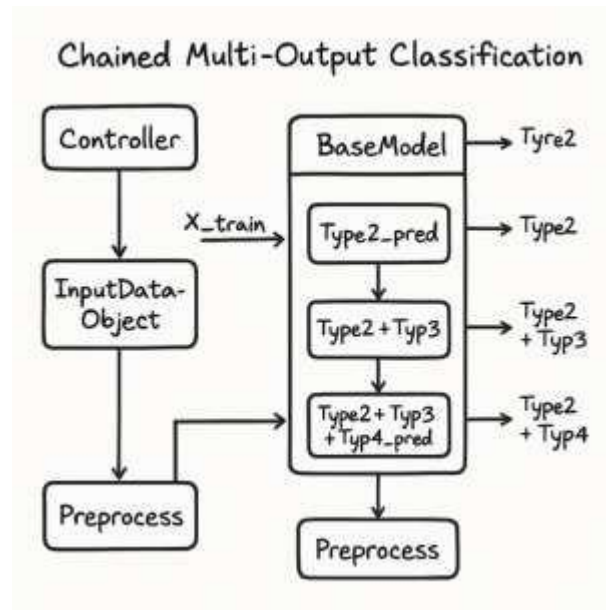 Chained Multi-Output Classification
Controller
InputData-
Object
Preprocess
X_train
BaseModel
Type2_pred
Type2+Typ3
Type2+Typ3
+Typ4_pred
Preprocess
Tyre2
Type2
Type2
+Typ3
Type2
+Typ4